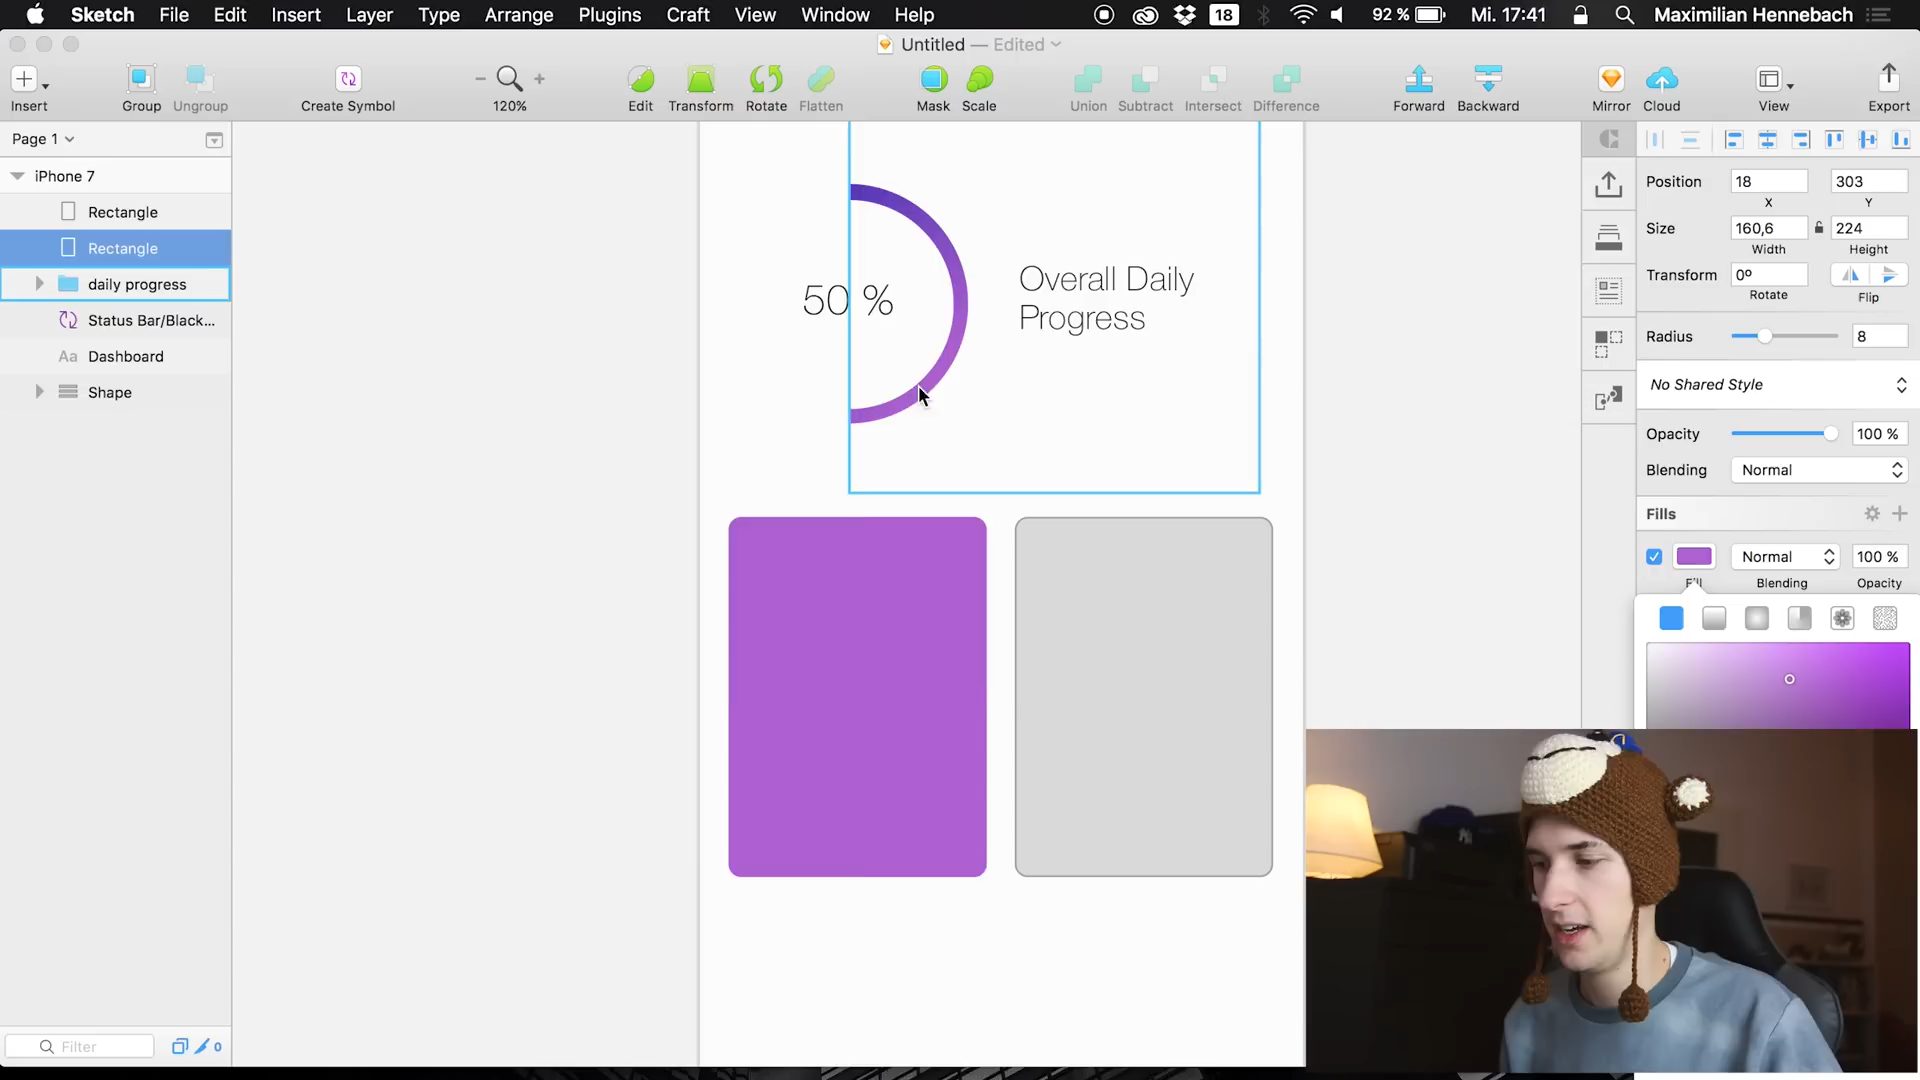 Sketch File Edit Insert Layer Type Arrange Plugins Craft View Window Help 18 92 % Mi. 17:41 Maximilian Hennebach
Untitled — Edited
Insert Group Ungroup Create Symbol 120% Edit Transform Rotate Flatten Mask Scale Union Subtract Intersect Difference Forward Backward Mirror Cloud View Export
Page 1
iPhone 7
Rectangle
Rectangle
daily progress
Status Bar/Black...
Aa Dashboard
Shape
Filter
0
50 %
Overall Daily
Progress
Position 18 303
X Y
Size 160,6 224
Width Height
Transform 0º
Rotate Flip
Radius 8
No Shared Style
Opacity 100 %
Blending Normal
Fills
Normal 100 %
Fill Blending Opacity